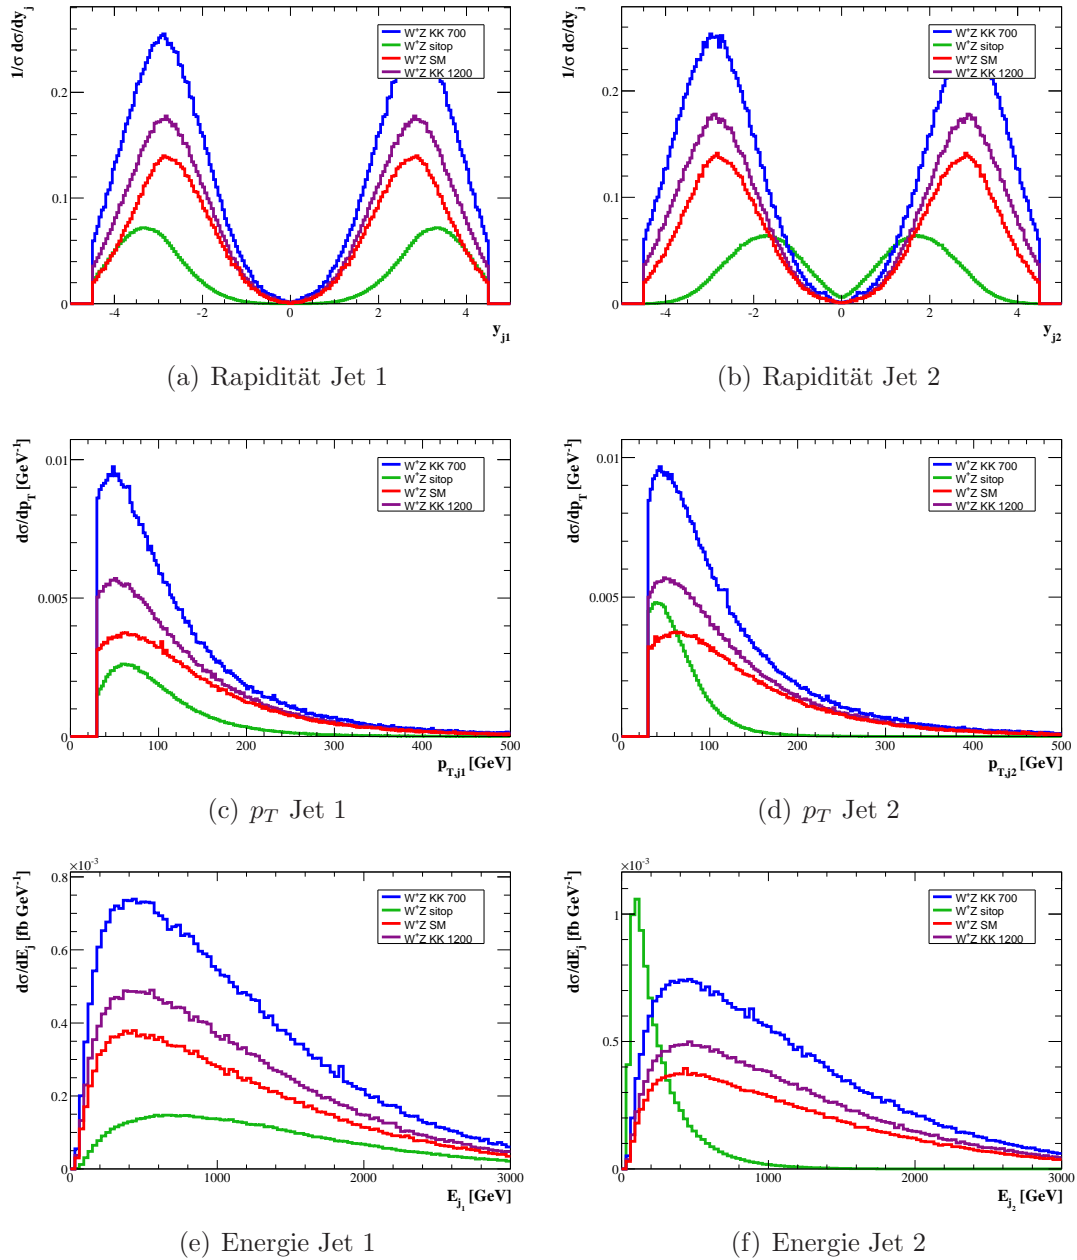 1/σ dσ/dy_j
0.2
0.1
0
-4 -2 0 2 4
y_j1
W⁺Z KK 700
W⁺Z sitop
W⁺Z SM
W⁺Z KK 1200
(a) Rapidität Jet 1
1/σ dσ/dy_j
0.2
0.1
0
-4 -2 0 2 4
y_j2
W⁺Z KK 700
W⁺Z sitop
W⁺Z SM
W⁺Z KK 1200
(b) Rapidität Jet 2
dσ/dp_T [GeV⁻¹]
0.01
0.005
0
0 100 200 300 400 500
p_T,j1 [GeV]
W⁺Z KK 700
W⁺Z sitop
W⁺Z SM
W⁺Z KK 1200
(c) p_T Jet 1
dσ/dp_T [GeV⁻¹]
0.01
0.005
0
0 100 200 300 400 500
p_T,j2 [GeV]
W⁺Z KK 700
W⁺Z sitop
W⁺Z SM
W⁺Z KK 1200
(d) p_T Jet 2
×10⁻³
dσ/dE_j [fb GeV⁻¹]
0.8
0.6
0.4
0.2
0
0 1000 2000 3000
E_j₁ [GeV]
W⁺Z KK 700
W⁺Z sitop
W⁺Z SM
W⁺Z KK 1200
(e) Energie Jet 1
×10⁻³
dσ/dE_j [fb GeV⁻¹]
1
0.5
0
0 1000 2000 3000
E_j₂ [GeV]
W⁺Z KK 700
W⁺Z sitop
W⁺Z SM
W⁺Z KK 1200
(f) Energie Jet 2